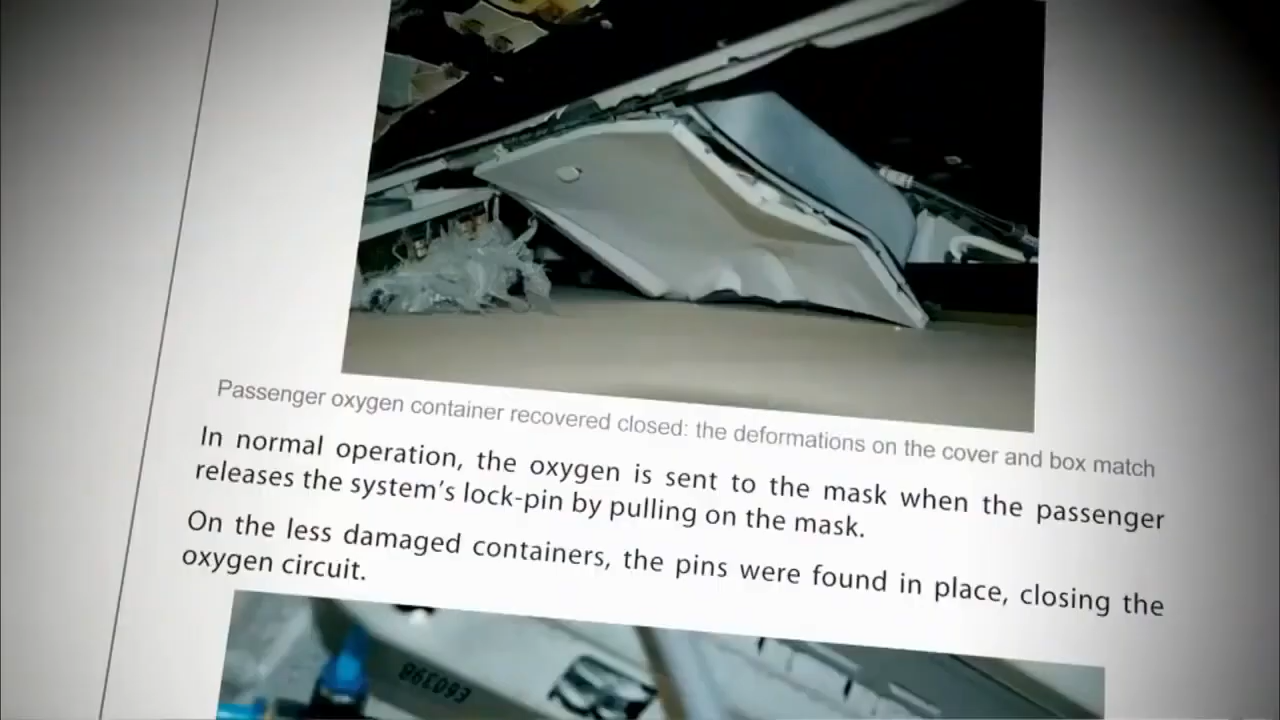 Passenger oxygen container recovered closed: the deformations on the cover and box match
In normal operation, the oxygen is sent to the mask when the passenger
releases the system's lock-pin by pulling on the mask.
On the less damaged containers, the pins were found in place, closing the
oxygen circuit.